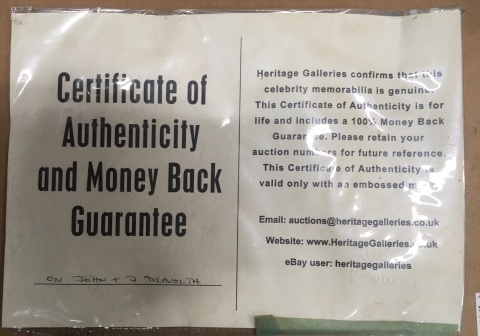 Certificate of
Authenticity
and Money Back
Guarantee
ON JOHN + J
Heritage Galleries confirms that this
celebrity memorabilia is genuine.
This Certificate of Authenticity is for
life and includes a 100% Money Back
Guarantee. Please retain your
auction numbers for future reference.
This Certificate of Authenticity is
valid only with an embossed
Email: auctions@heritagegalleries.co.uk
Website: www.HeritageGalleries.co.uk
eBay user: heritagegalleries